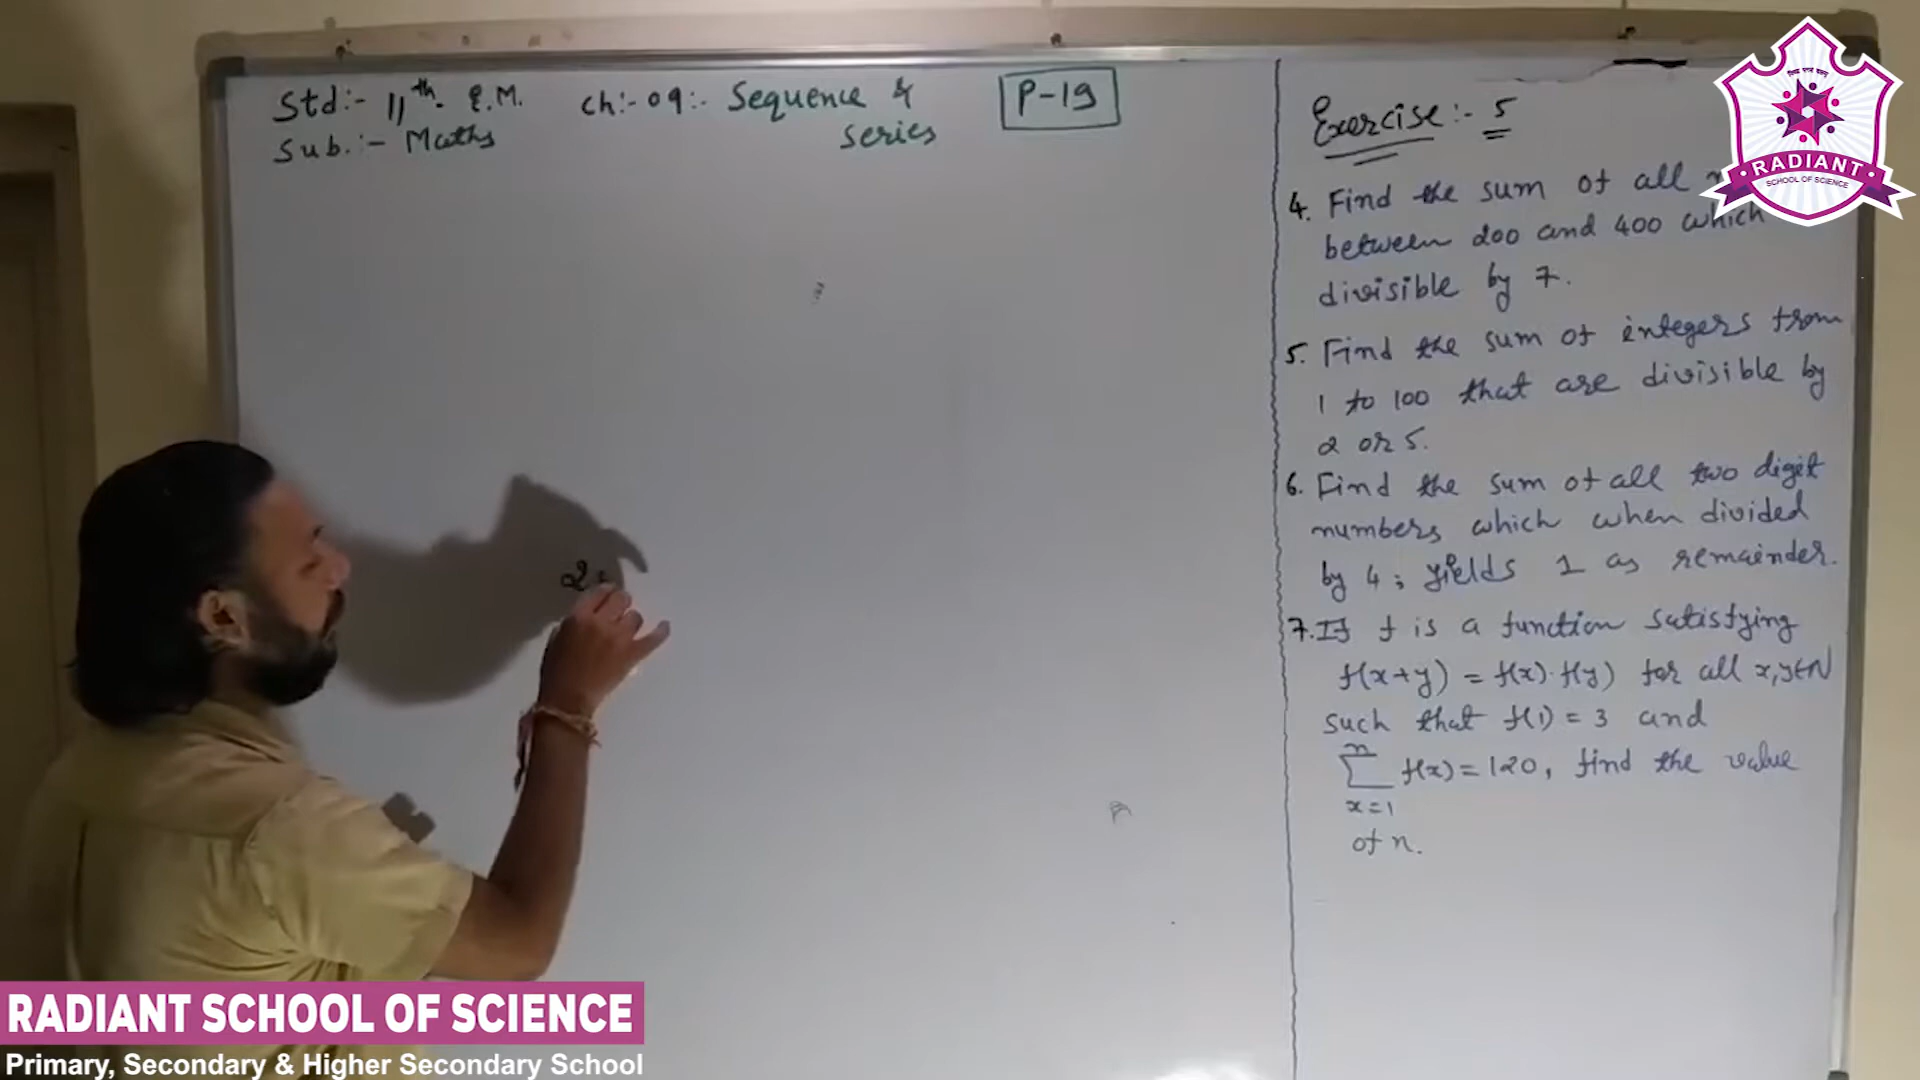 Std:- 11th. E.M. Ch:- 09:- Sequence &
series
P-19
Sub.:- Maths
Exercise:- 5
4. Find the sum of all
between 200 and 400 which
divisible by 7.
5. Find the sum of integers from
1 to 100 that are divisible by
2 or 5.
6. Find the sum of all two digit
numbers which when divided
by 4; yields 1 as remainder.
7. If f is a function satisfying
f(x+y) = f(x)·f(y) for all x,y∈N
such that f(1) = 3 and
n
∑ f(x) = 120, find the value
x=1
of n.
RADIANT
SCHOOL OF SCIENCE
RADIANT SCHOOL OF SCIENCE
Primary, Secondary & Higher Secondary School